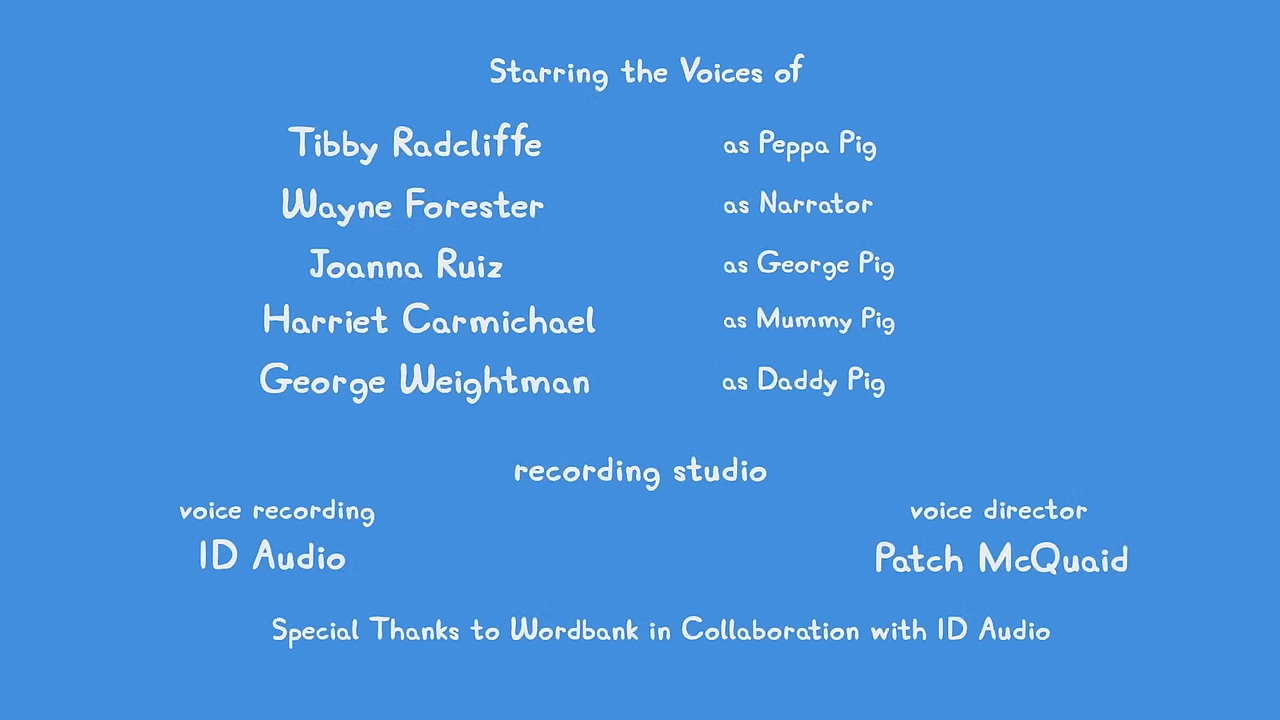 Starring the Voices of
Tibby Radcliffe as Peppa Pig
Wayne Forester as Narrator
Joanna Ruiz as George Pig
Harriet Carmichael as Mummy Pig
George Weightman as Daddy Pig
recording studio
voice recording voice director
ID Audio Patch McQuaid
Special Thanks to Wordbank in Collaboration with ID Audio